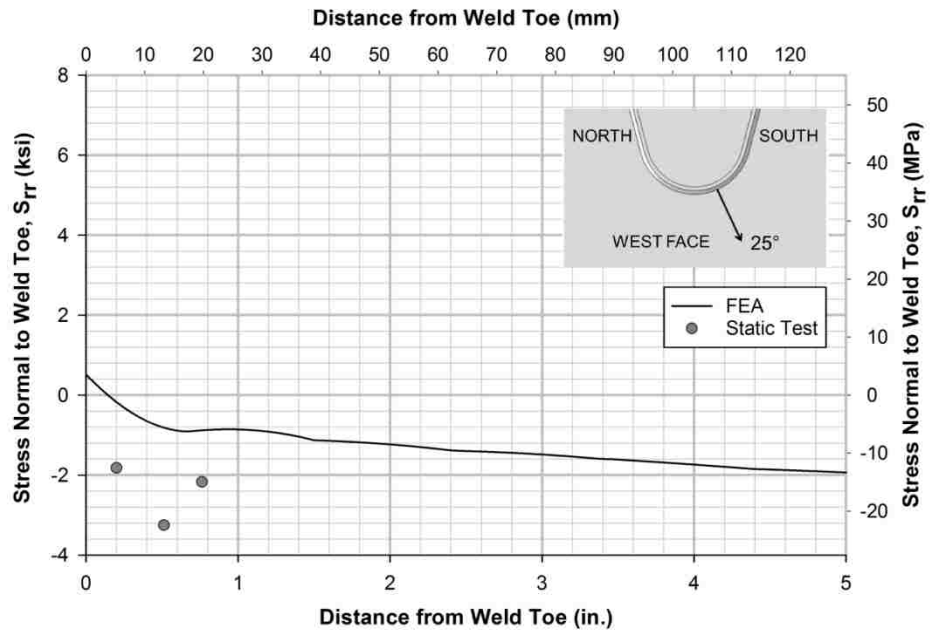 Distance from Weld Toe (mm)
0 10 20 30 40 50 60 70 80 90 100 110 120
8
6
4
2
0
-2
-4
Stress Normal to Weld Toe, Srr (ksi)
50
40
30
20
10
0
-10
-20
Stress Normal to Weld Toe, Srr (MPa)
NORTH SOUTH
WEST FACE 25°
FEA
Static Test
0 1 2 3 4 5
Distance from Weld Toe (in.)